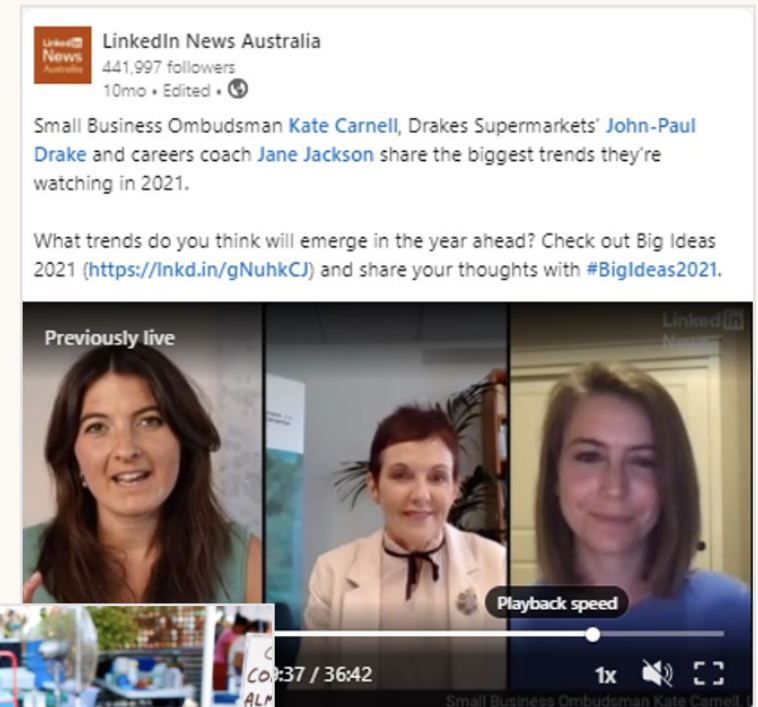 LinkedIn
News
Australia
LinkedIn News Australia
441,997 followers
10mo • Edited •
Small Business Ombudsman Kate Carnell, Drakes Supermarkets' John-Paul
Drake and careers coach Jane Jackson share the biggest trends they're
watching in 2021.
What trends do you think will emerge in the year ahead? Check out Big Ideas
2021 (https://lnkd.in/gNuhkCJ) and share your thoughts with #BigIdeas2021.
Previously live
LinkedIn
News
Playback speed
:37 / 36:42
1x
CO
ALM
Small Business Ombudsman Kate Carnell,